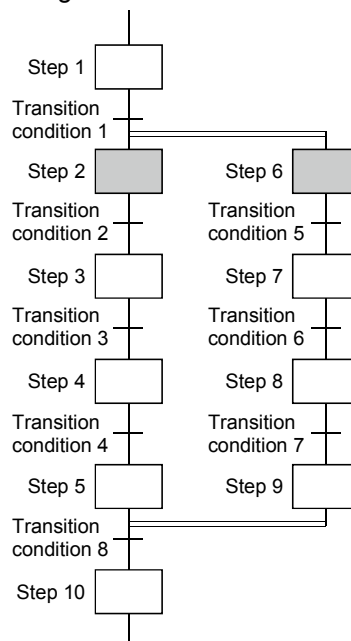 Step 1
Transition
condition 1
Step 2
Step 6
Transition
condition 2
Transition
condition 5
Step 3
Step 7
Transition
condition 3
Transition
condition 6
Step 4
Step 8
Transition
condition 4
Transition
condition 7
Step 5
Step 9
Transition
condition 8
Step 10